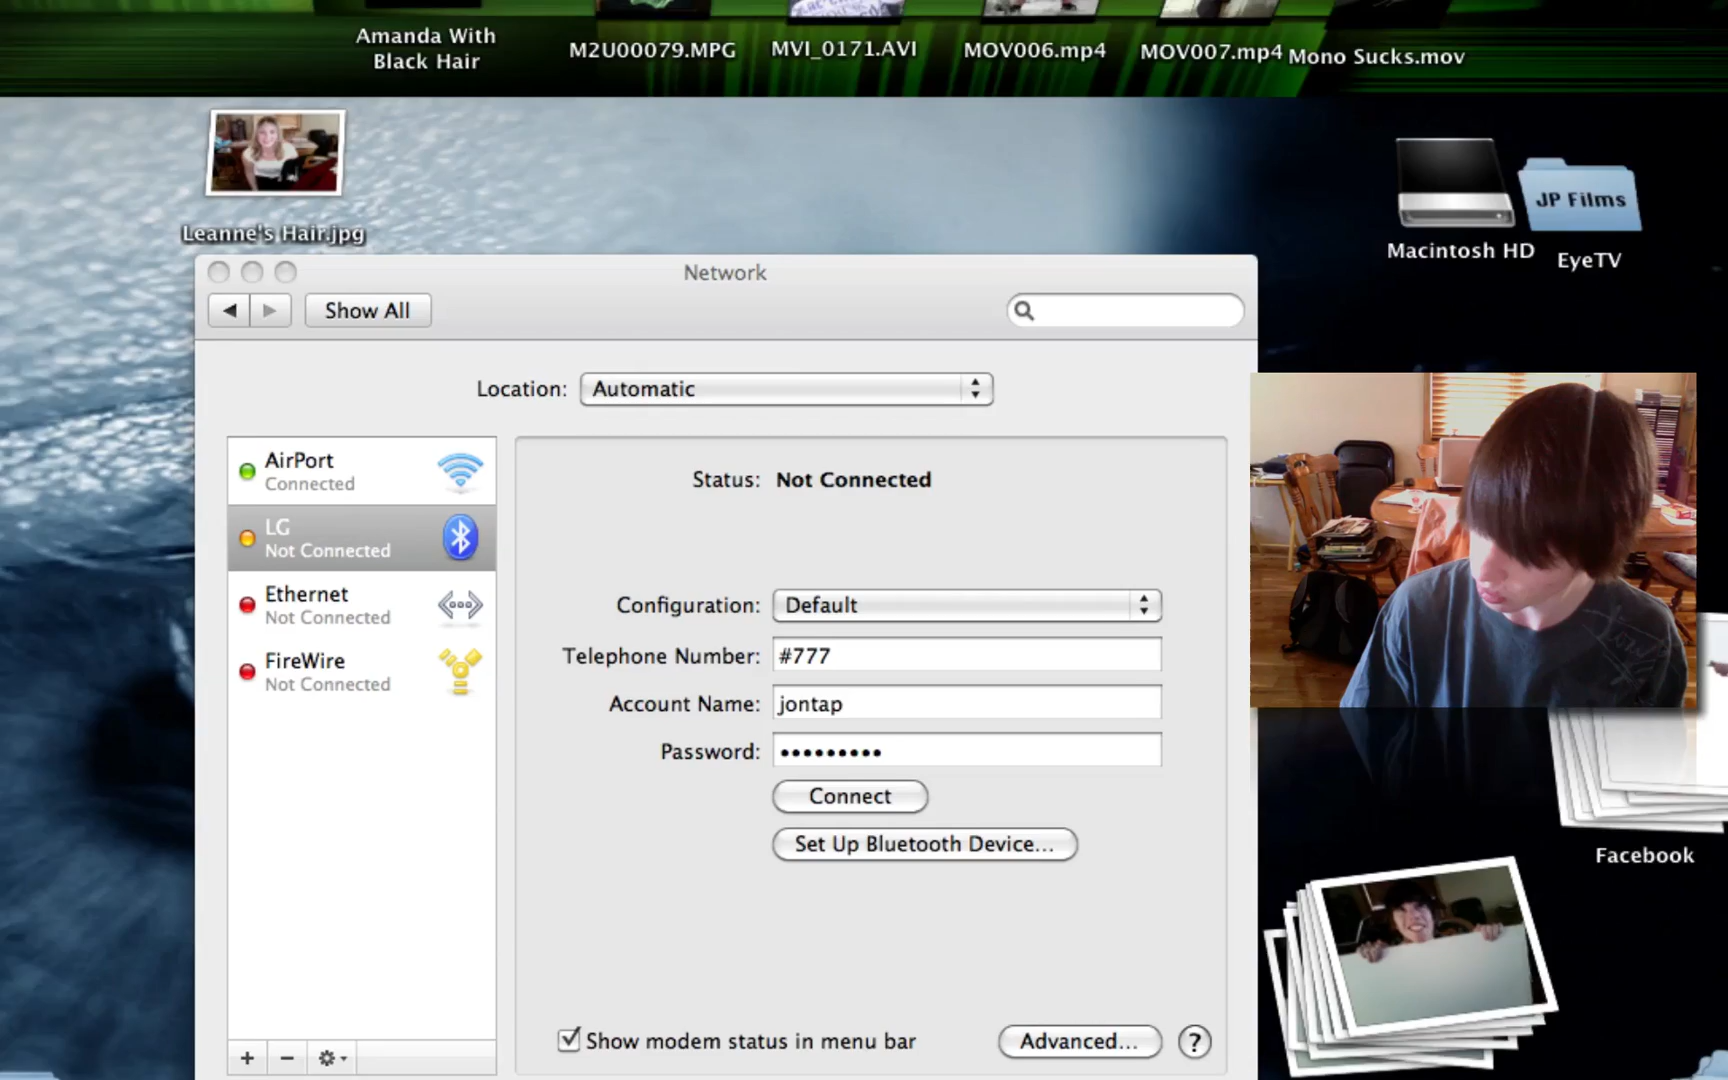 Amanda With
Black Hair
M2U00079.MPG
MVI_0171.AVI
MOV006.mp4
MOV007.mp4
Mono Sucks.mov
Leanne's Hair.jpg
JP Films
Macintosh HD
EyeTV
Network
Show All
Location:
Automatic
AirPort
Connected
LG
Not Connected
Ethernet
Not Connected
FireWire
Not Connected
Status: Not Connected
Configuration: Default
Telephone Number: #777
Account Name: jontap
Password: •••••••••
Connect
Set Up Bluetooth Device...
Show modem status in menu bar
Advanced...
?
Facebook